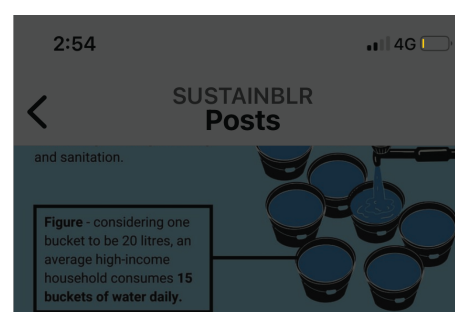 2:54
4G
SUSTAINBLR
Posts
and sanitation.
Figure - considering one
bucket to be 20 litres, an
average high-income
household consumes 15
buckets of water daily.